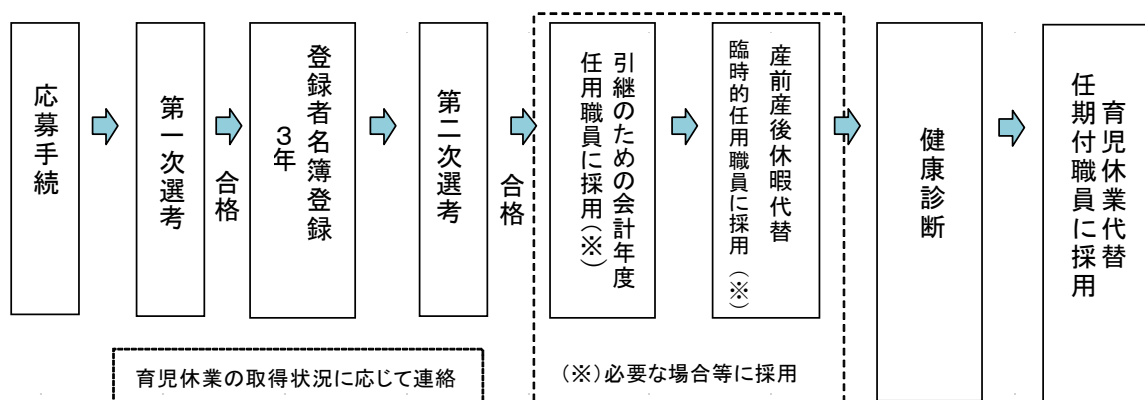 応募手続
第一次選考
合格
登録者名簿登録
３年
第二次選考
合格
引継のための会計年度
任用職員に採用（※）
産前産後休暇代替
臨時的任用職員に採用（※）
健康診断
育児休業代替
任期付職員に採用
育児休業の取得状況に応じて連絡
（※）必要な場合等に採用